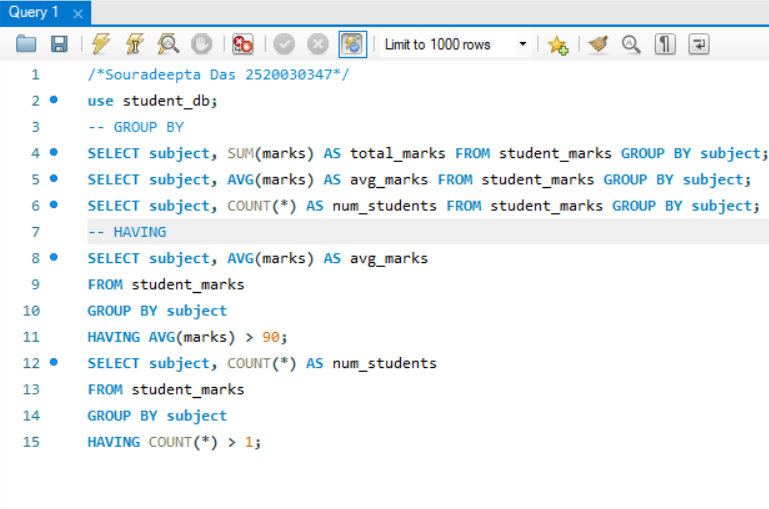 Query 1
Limit to 1000 rows
1 /*Souradeepta Das 2520030347*/
2 use student_db;
3 -- GROUP BY
4 SELECT subject, SUM(marks) AS total_marks FROM student_marks GROUP BY subject;
5 SELECT subject, AVG(marks) AS avg_marks FROM student_marks GROUP BY subject;
6 SELECT subject, COUNT(*) AS num_students FROM student_marks GROUP BY subject;
7 -- HAVING
8 SELECT subject, AVG(marks) AS avg_marks
9 FROM student_marks
10 GROUP BY subject
11 HAVING AVG(marks) > 90;
12 SELECT subject, COUNT(*) AS num_students
13 FROM student_marks
14 GROUP BY subject
15 HAVING COUNT(*) > 1;